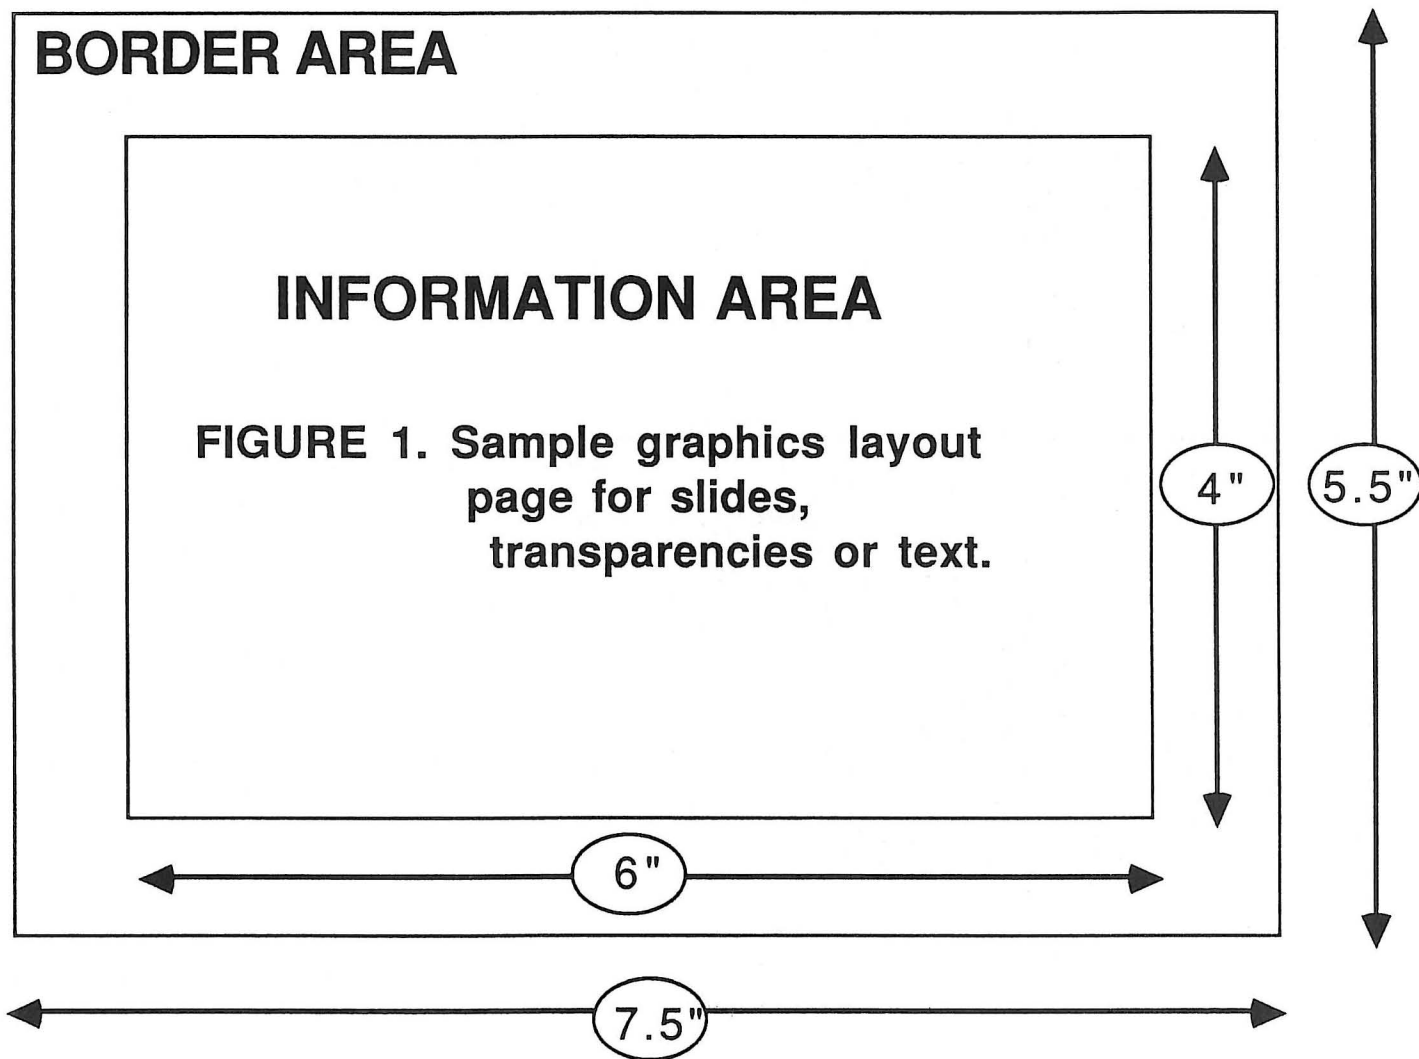 BORDER AREA
INFORMATION AREA
FIGURE 1. Sample graphics layout
page for slides,
transparencies or text.
4"
5.5"
6"
7.5"